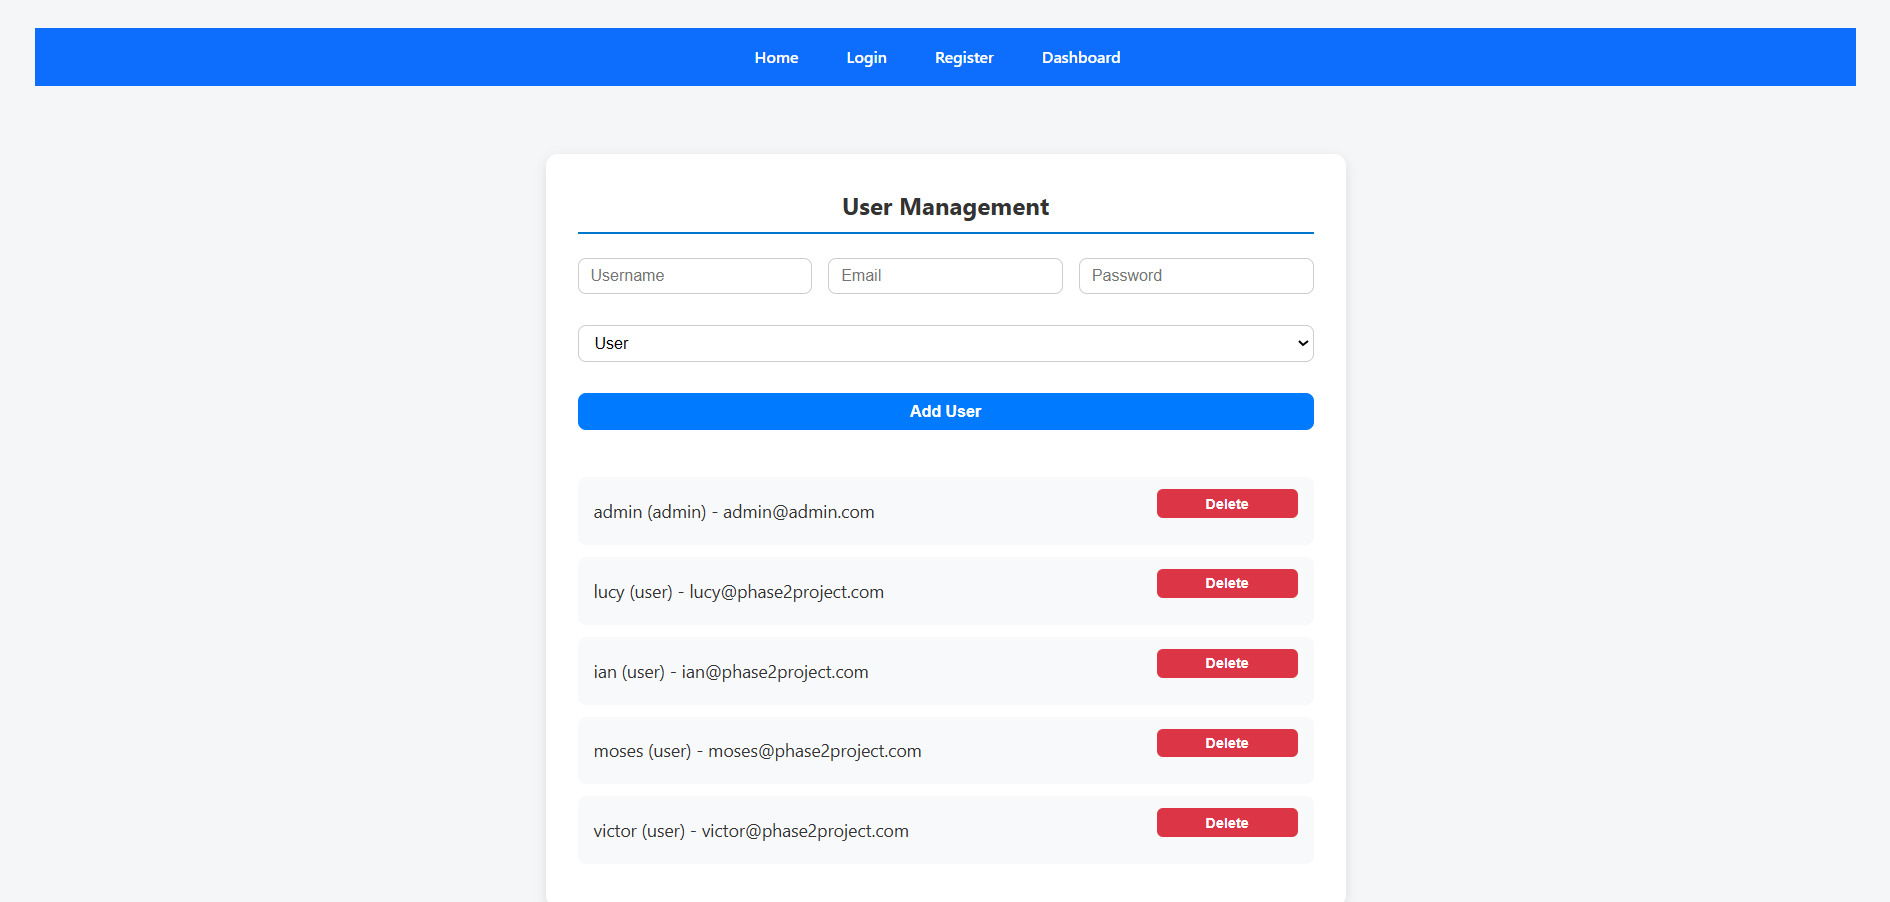 Home Login Register Dashboard
User Management
Username Email Password
User
Add User
admin (admin) - admin@admin.com Delete
lucy (user) - lucy@phase2project.com Delete
ian (user) - ian@phase2project.com Delete
moses (user) - moses@phase2project.com Delete
victor (user) - victor@phase2project.com Delete